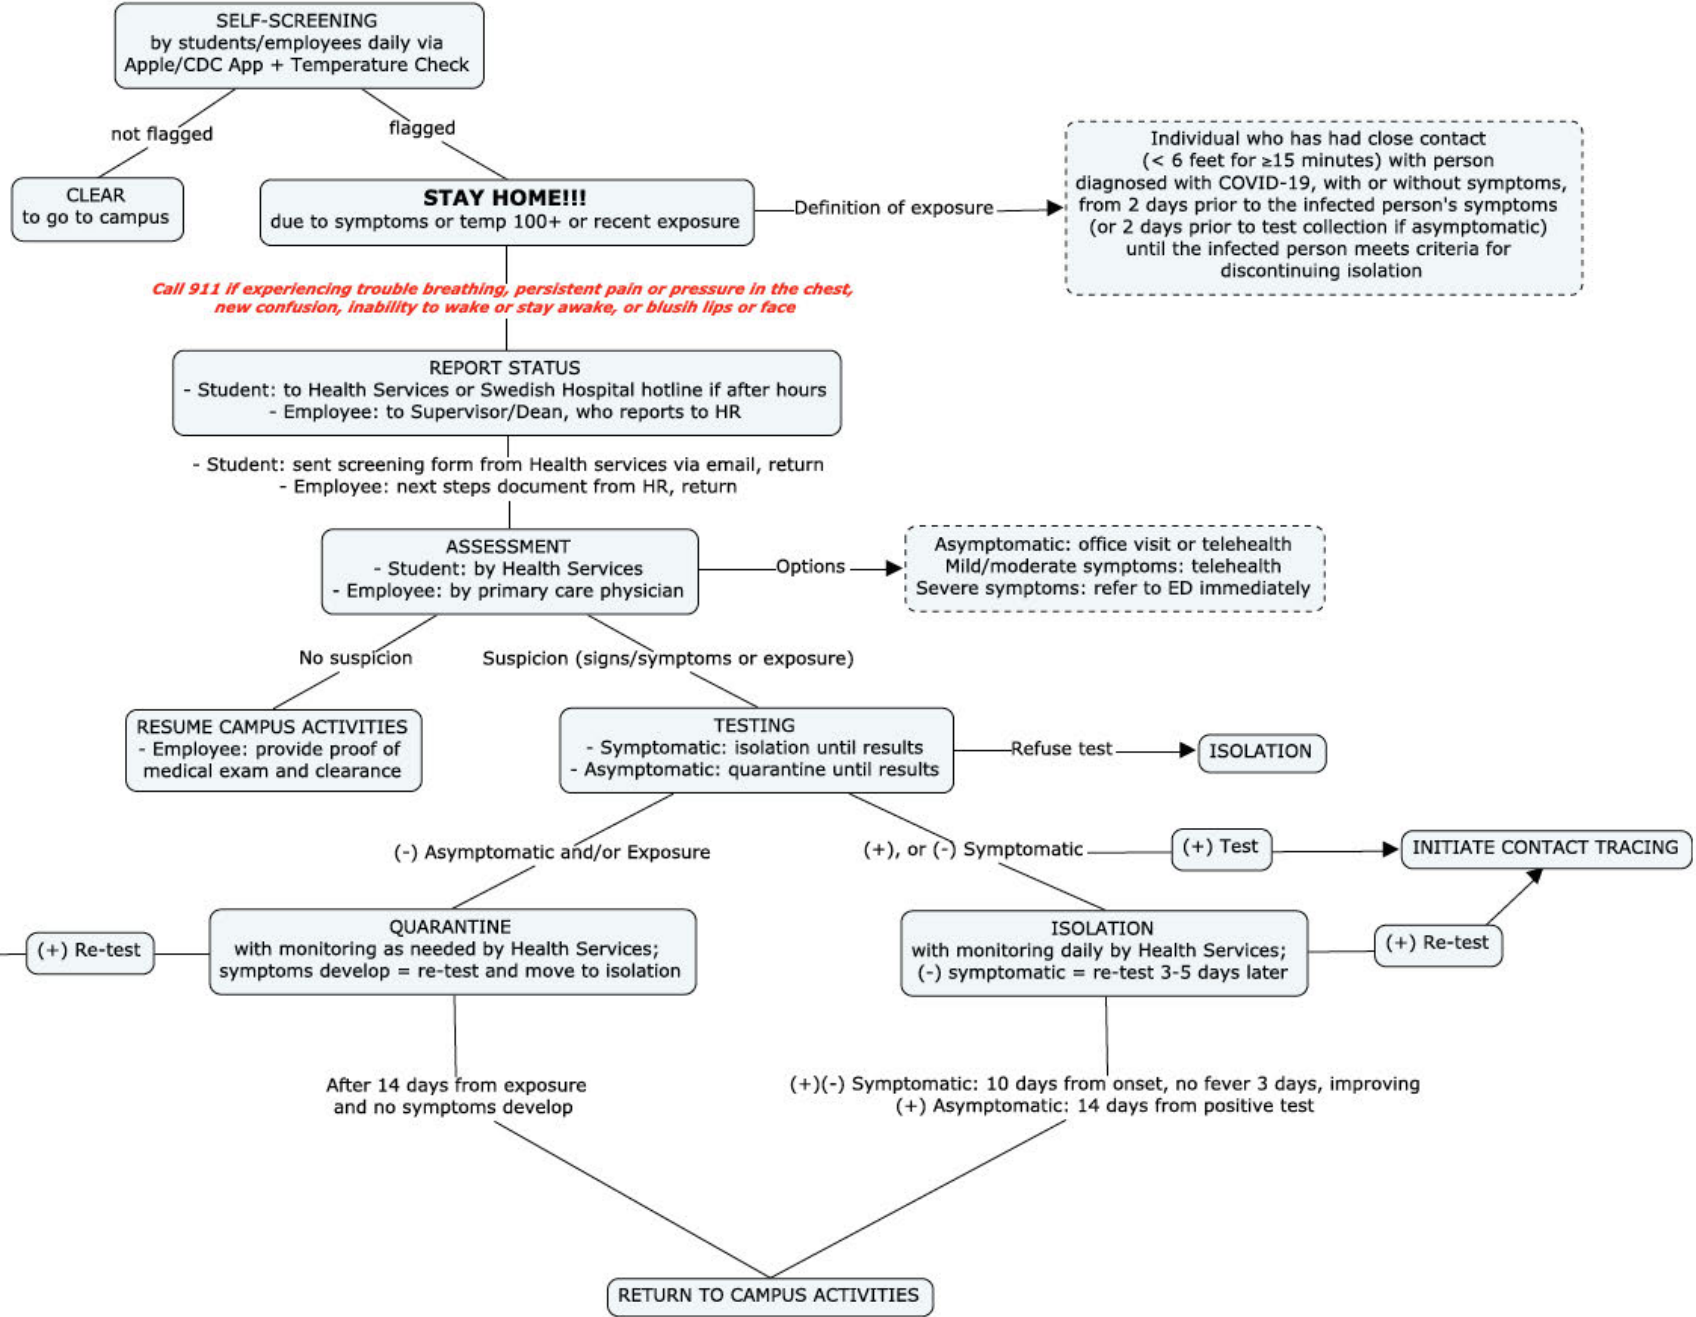 SELF-SCREENING
by students/employees daily via
Apple/CDC App + Temperature Check
not flagged
flagged
CLEAR
to go to campus
STAY HOME!!!
due to symptoms or temp 100+ or recent exposure
Definition of exposure
Individual who has had close contact
(< 6 feet for ≥15 minutes) with person
diagnosed with COVID-19, with or without symptoms,
from 2 days prior to the infected person's symptoms
(or 2 days prior to test collection if asymptomatic)
until the infected person meets criteria for
discontinuing isolation
Call 911 if experiencing trouble breathing, persistent pain or pressure in the chest,
new confusion, inability to wake or stay awake, or blusih lips or face
REPORT STATUS
- Student: to Health Services or Swedish Hospital hotline if after hours
- Employee: to Supervisor/Dean, who reports to HR
- Student: sent screening form from Health services via email, return
- Employee: next steps document from HR, return
ASSESSMENT
- Student: by Health Services
- Employee: by primary care physician
Options
Asymptomatic: office visit or telehealth
Mild/moderate symptoms: telehealth
Severe symptoms: refer to ED immediately
No suspicion
Suspicion (signs/symptoms or exposure)
RESUME CAMPUS ACTIVITIES
- Employee: provide proof of
medical exam and clearance
TESTING
- Symptomatic: isolation until results
- Asymptomatic: quarantine until results
Refuse test
ISOLATION
(-) Asymptomatic and/or Exposure
(+), or (-) Symptomatic
(+) Test
INITIATE CONTACT TRACING
(+) Re-test
QUARANTINE
with monitoring as needed by Health Services;
symptoms develop = re-test and move to isolation
ISOLATION
with monitoring daily by Health Services;
(-) symptomatic = re-test 3-5 days later
(+) Re-test
After 14 days from exposure
and no symptoms develop
(+)(-) Symptomatic: 10 days from onset, no fever 3 days, improving
(+) Asymptomatic: 14 days from positive test
RETURN TO CAMPUS ACTIVITIES